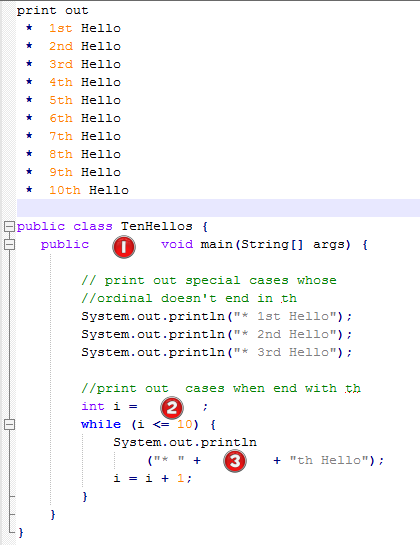 print out
* 1st Hello
* 2nd Hello
* 3rd Hello
* 4th Hello
* 5th Hello
* 6th Hello
* 7th Hello
* 8th Hello
* 9th Hello
* 10th Hello
public class TenHellos {
public 1 void main(String[] args) {
// print out special cases whose
//ordinal doesn't end in th
System.out.println("* 1st Hello");
System.out.println("* 2nd Hello");
System.out.println("* 3rd Hello");
//print out cases when end with th
int i = 2 ;
while (i <= 10) {
System.out.println
("* " + 3 + "th Hello");
i = i + 1;
}
}
}